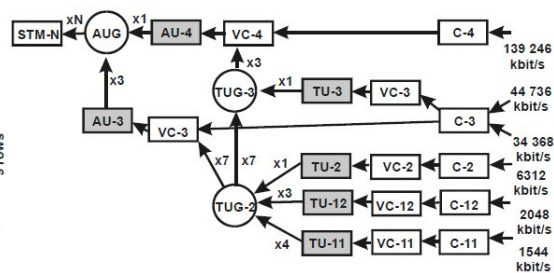 STM-N xN AUG x1 AU-4 VC-4 C-4 139 246
kbit/s
x3 x3
TUG-3 x1 TU-3 VC-3 44 736
kbit/s
AU-3 VC-3 C-3
34 368
kbit/s
x7 x7 x1 TU-2 VC-2 C-2 6312
kbit/s
TUG-2 x3 TU-12 VC-12 C-12 2048
kbit/s
x4 TU-11 VC-11 C-11 1544
kbit/s